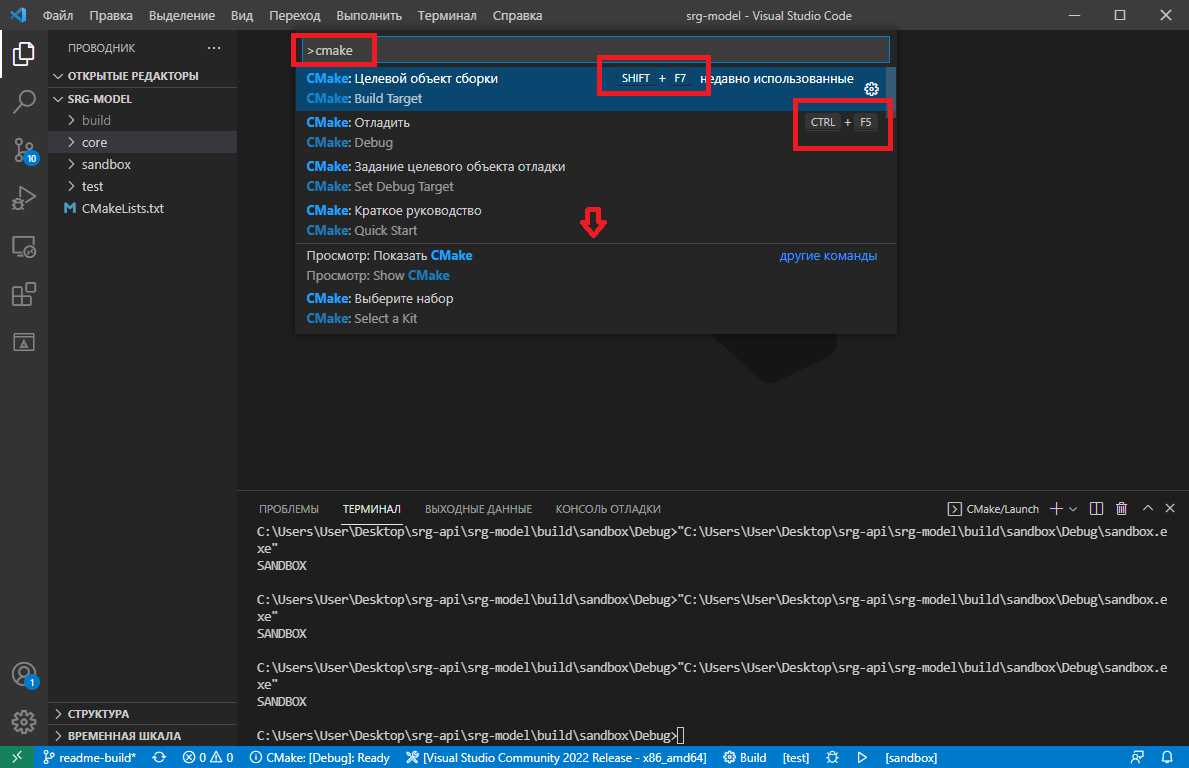 Файл Правка Выделение Вид Переход Выполнить Терминал Справка srg-model - Visual Studio Code
ПРОВОДНИК
ОТКРЫТЫЕ РЕДАКТОРЫ
SRG-MODEL
build
core
sandbox
test
M CMakeLists.txt
10
>cmake
CMake: Целевой объект сборки SHIFT + F7 недавно использованные
CMake: Build Target
CMake: Отладить CTRL + F5
CMake: Debug
CMake: Задание целевого объекта отладки
CMake: Set Debug Target
CMake: Краткое руководство
CMake: Quick Start
Просмотр: Показать CMake другие команды
Просмотр: Show CMake
CMake: Выберите набор
CMake: Select a Kit
ПРОБЛЕМЫ ТЕРМИНАЛ ВЫХОДНЫЕ ДАННЫЕ КОНСОЛЬ ОТЛАДКИ CMake/Launch
C:\Users\User\Desktop\srg-api\srg-model\build\sandbox\Debug>"C:\Users\User\Desktop\srg-api\srg-model\build\sandbox\Debug\sandbox.e
xe"
SANDBOX
C:\Users\User\Desktop\srg-api\srg-model\build\sandbox\Debug>"C:\Users\User\Desktop\srg-api\srg-model\build\sandbox\Debug\sandbox.e
xe"
SANDBOX
C:\Users\User\Desktop\srg-api\srg-model\build\sandbox\Debug>"C:\Users\User\Desktop\srg-api\srg-model\build\sandbox\Debug\sandbox.e
xe"
SANDBOX
C:\Users\User\Desktop\srg-api\srg-model\build\sandbox\Debug>
1
СТРУКТУРА
ВРЕМЕННАЯ ШКАЛА
readme-build* 0 0 CMake: [Debug]: Ready [Visual Studio Community 2022 Release - x86_amd64] Build [test] [sandbox]